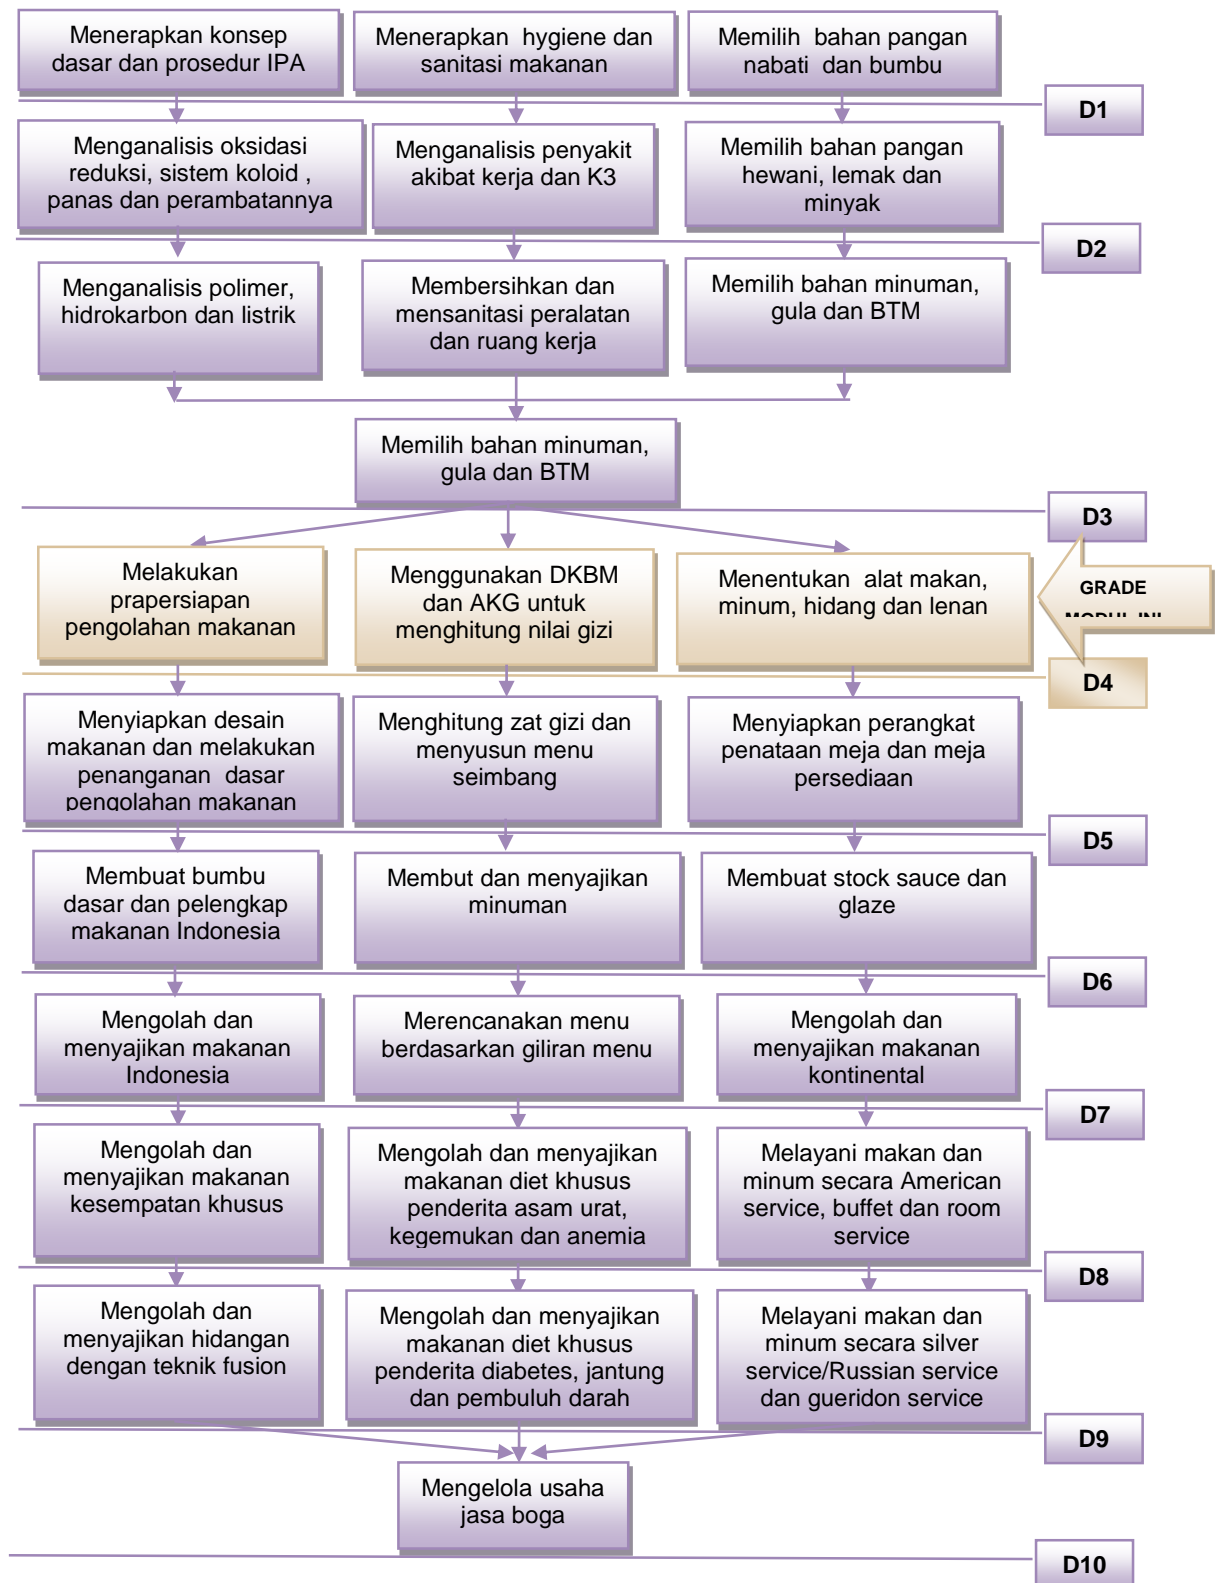 Menerapkan konsep
dasar dan prosedur IPA
Menerapkan hygiene dan
sanitasi makanan
Memilih bahan pangan
nabati dan bumbu
D1
Menganalisis oksidasi
reduksi, sistem koloid ,
panas dan perambatannya
Menganalisis penyakit
akibat kerja dan K3
Memilih bahan pangan
hewani, lemak dan
minyak
D2
Menganalisis polimer,
hidrokarbon dan listrik
Membersihkan dan
mensanitasi peralatan
dan ruang kerja
Memilih bahan minuman,
gula dan BTM
Memilih bahan minuman,
gula dan BTM
D3
Melakukan
prapersiapan
pengolahan makanan
Menggunakan DKBM
dan AKG untuk
menghitung nilai gizi
Menentukan alat makan,
minum, hidang dan lenan
GRADE
MODUL INI
D4
Menyiapkan desain
makanan dan melakukan
penanganan dasar
pengolahan makanan
Menghitung zat gizi dan
menyusun menu
seimbang
Menyiapkan perangkat
penataan meja dan meja
persediaan
D5
Membuat bumbu
dasar dan pelengkap
makanan Indonesia
Membut dan menyajikan
minuman
Membuat stock sauce dan
glaze
D6
Mengolah dan
menyajikan makanan
Indonesia
Merencanakan menu
berdasarkan giliran menu
Mengolah dan
menyajikan makanan
kontinental
D7
Mengolah dan
menyajikan makanan
kesempatan khusus
Mengolah dan menyajikan
makanan diet khusus
penderita asam urat,
kegemukan dan anemia
Melayani makan dan
minum secara American
service, buffet dan room
service
D8
Mengolah dan
menyajikan hidangan
dengan teknik fusion
Mengolah dan menyajikan
makanan diet khusus
penderita diabetes, jantung
dan pembuluh darah
Melayani makan dan
minum secara silver
service/Russian service
dan gueridon service
D9
Mengelola usaha
jasa boga
D10